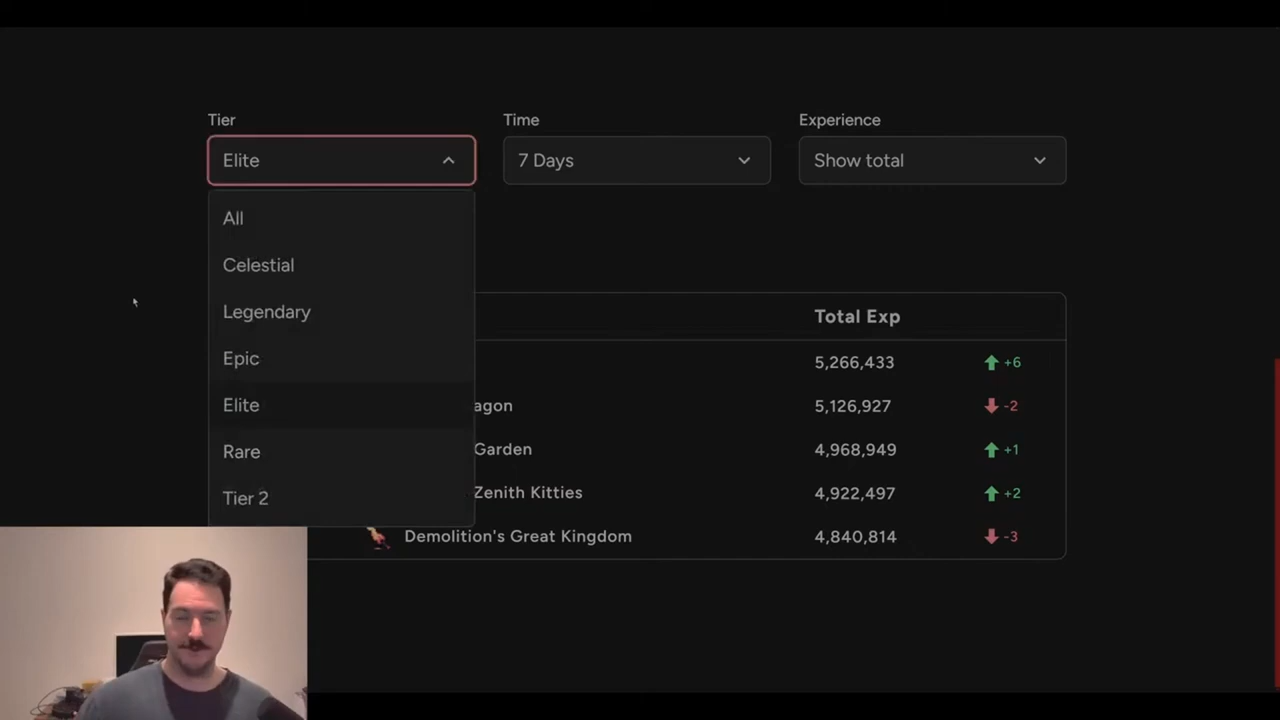 Tier
Time
Experience
Elite
7 Days
Show total
All
Celestial
Legendary
Epic
Elite
Rare
Tier 2
Total Exp
5,266,433 +6
agon 5,126,927 -2
Garden 4,968,949 +1
Zenith Kitties 4,922,497 +2
Demolition's Great Kingdom 4,840,814 -3